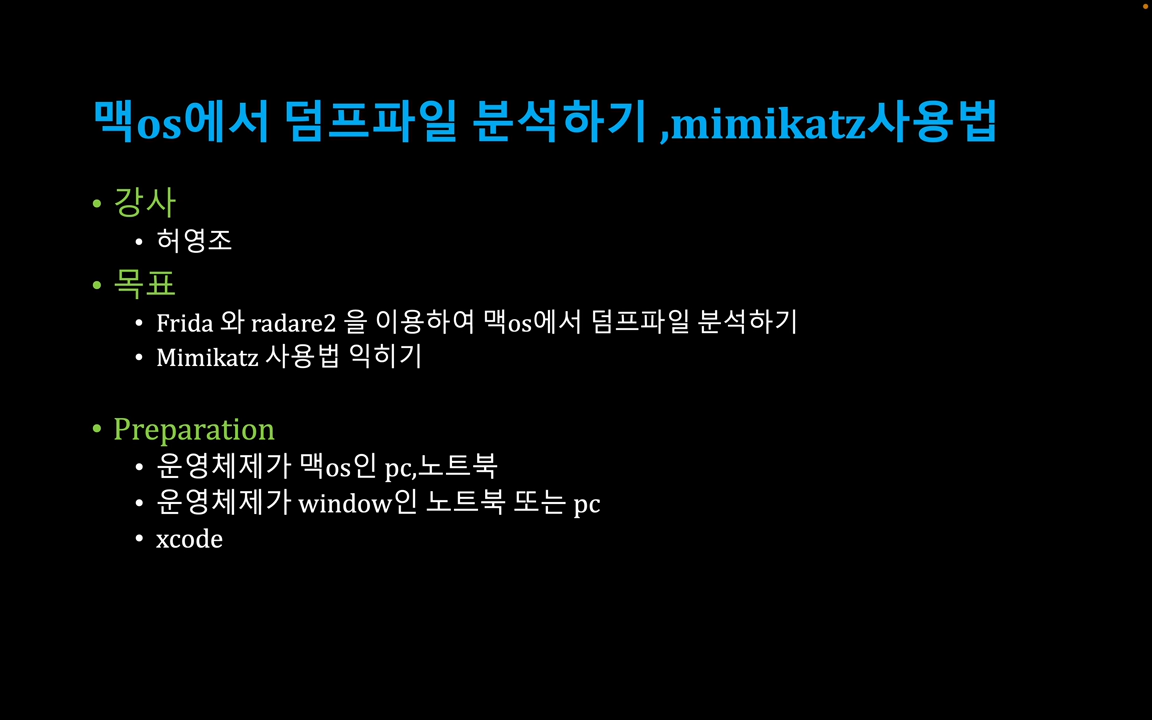 맥os에서 덤프파일 분석하기 ,mimikatz사용법
• 강사
• 허영조
• 목표
• Frida 와 radare2 을 이용하여 맥os에서 덤프파일 분석하기
• Mimikatz 사용법 익히기
• Preparation
• 운영체제가 맥os인 pc,노트북
• 운영체제가 window인 노트북 또는 pc
• xcode